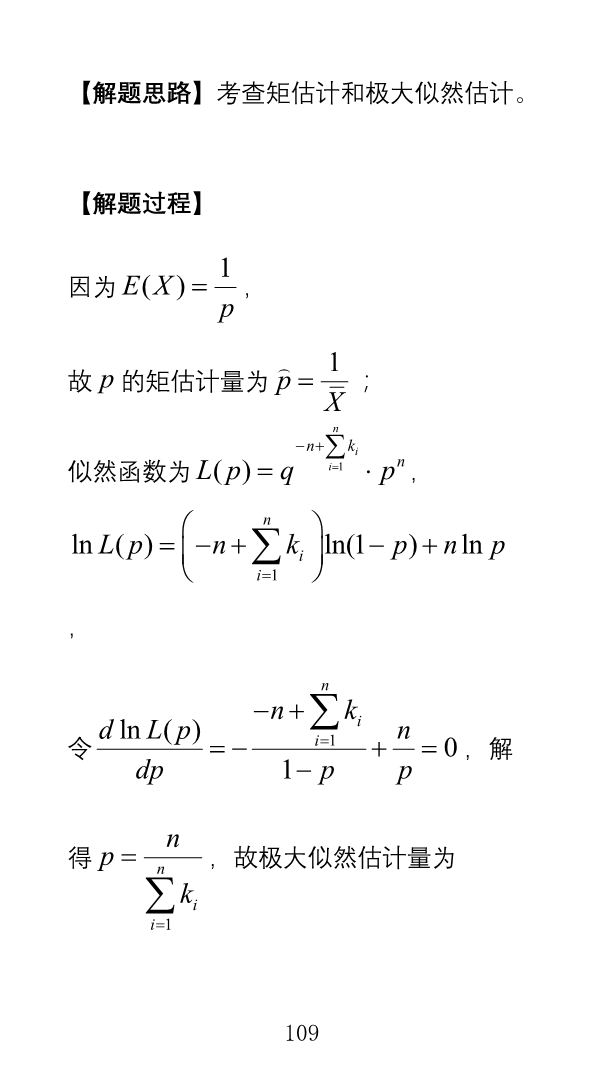 【解题思路】考查矩估计和极大似然估计。
【解题过程】
因为 $E(X)=\frac{1}{p}$，
故 $p$ 的矩估计量为 $\widehat{p}=\frac{1}{\overline{X}}$；
似然函数为 $L(p)=q^{-n+\sum_{i=1}^{n}k_i}\cdot p^n$，
$\ln L(p)=\left(-n+\sum_{i=1}^{n}k_i\right)\ln(1-p)+n\ln p$
，
令 $\frac{d\ln L(p)}{dp}=-\frac{-n+\sum_{i=1}^{n}k_i}{1-p}+\frac{n}{p}=0$，解
得 $p=\frac{n}{\sum_{i=1}^{n}k_i}$，故极大似然估计量为
109